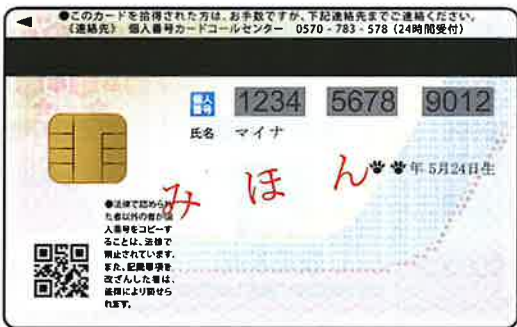 ●このカードを拾得された方は、お手数ですが、下記連絡先までご連絡ください。
《連絡先》 個人番号カードコールセンター 0570-783-578(24時間受付)
個人番号 1234 5678 9012
氏名 マイナ
年 5月24日生
みほん
●法律で認められ
た者以外の者が個
人番号をコピーす
ることは、法律で
禁止されています。
また、記載事項を
改ざんした者は、
法律により罰せら
れます。